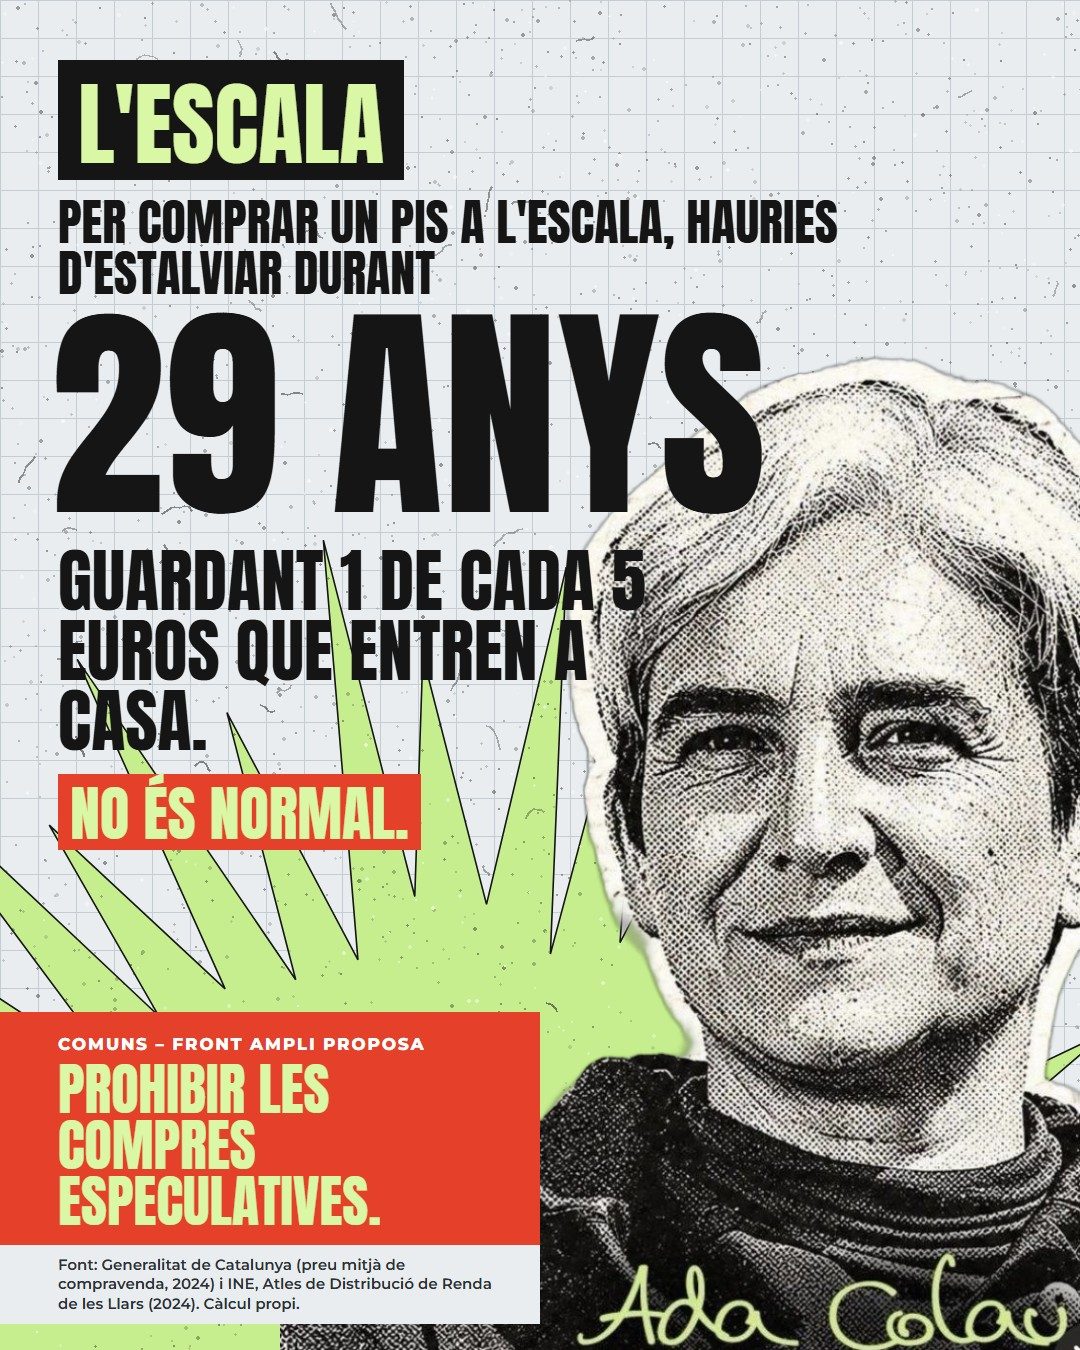 L'ESCALA
PER COMPRAR UN PIS A L'ESCALA, HAURIES
D'ESTALVIAR DURANT
29 ANYS
GUARDANT 1 DE CADA 5
EUROS QUE ENTREN A
CASA.
NO ÉS NORMAL.
COMUNS – FRONT AMPLI PROPOSA
PROHIBIR LES
COMPRES
ESPECULATIVES.
Font: Generalitat de Catalunya (preu mitjà de
compravenda, 2024) i INE, Atles de Distribució de Renda
de les Llars (2024). Càlcul propi.
Ada Colau